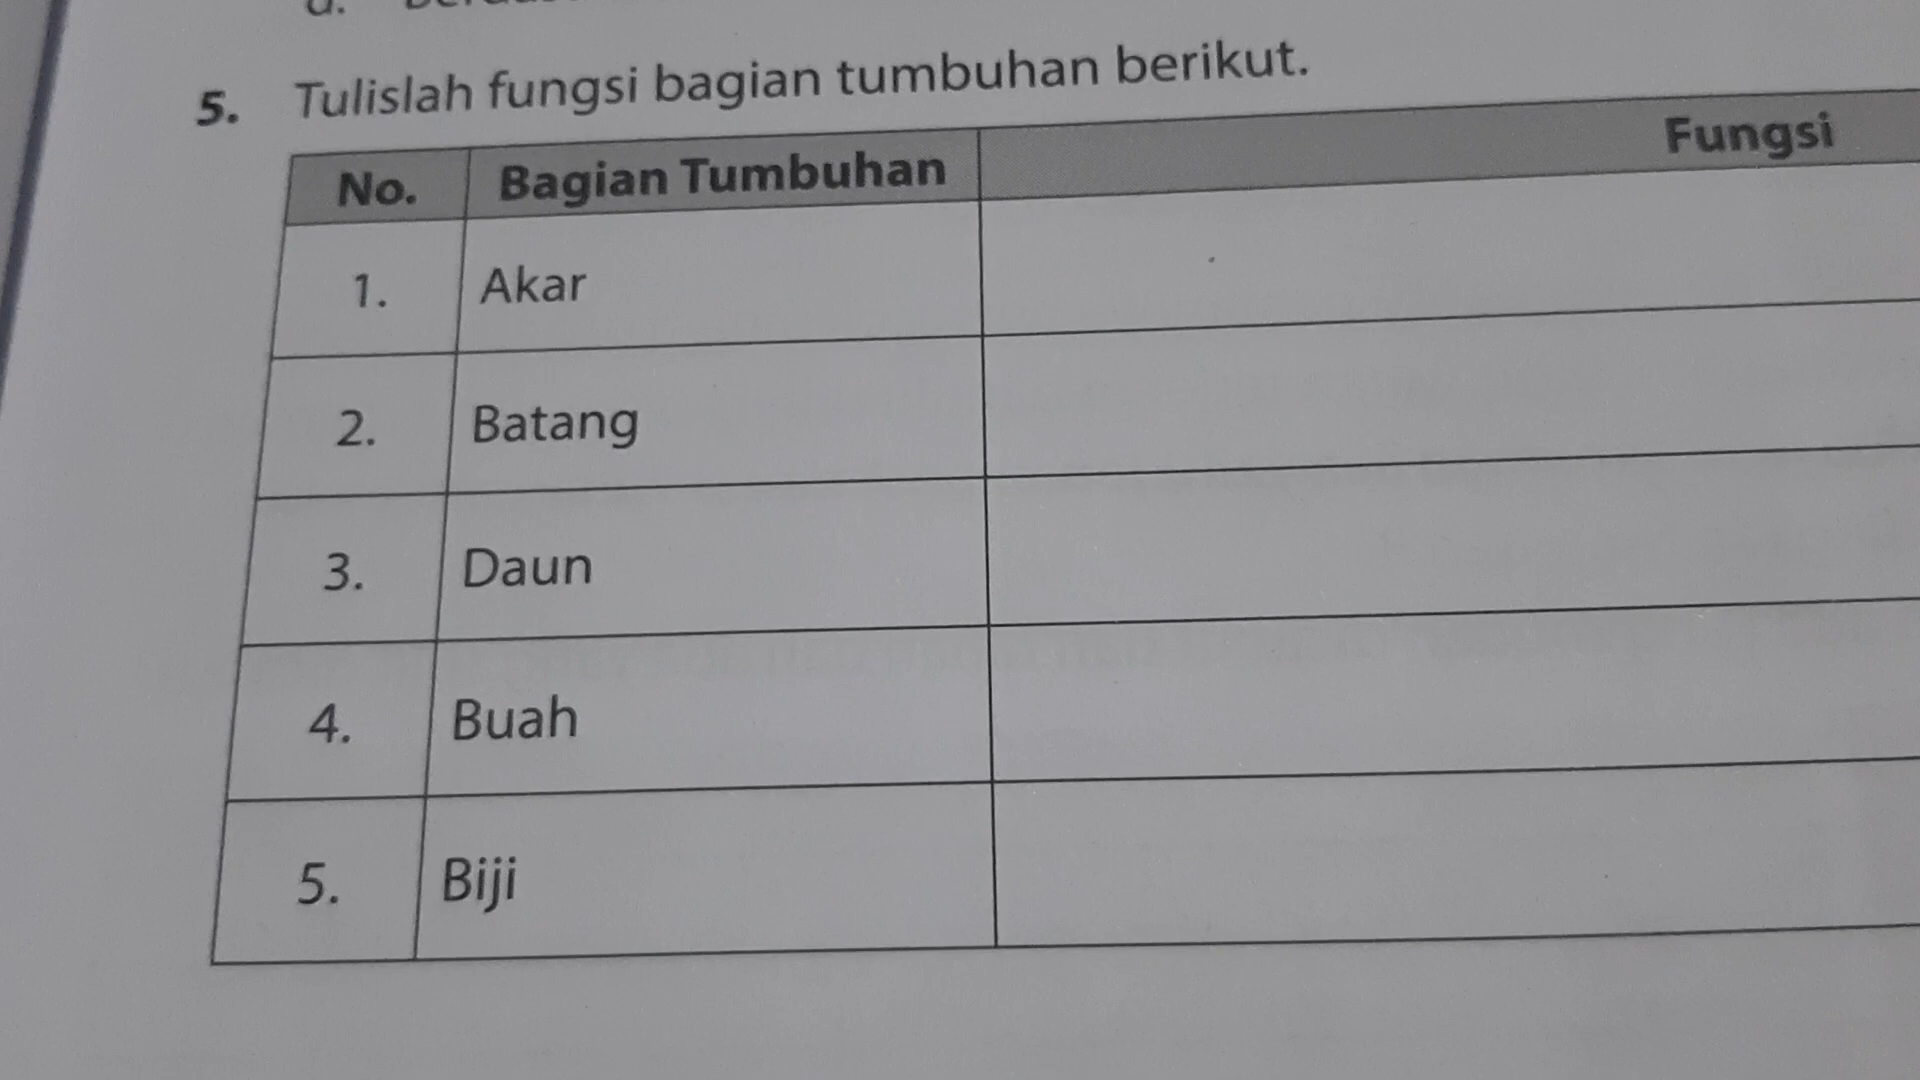 5. Tulislah fungsi bagian tumbuhan berikut.
No. Bagian Tumbuhan Fungsi
1. Akar
2. Batang
3. Daun
4. Buah
5. Biji